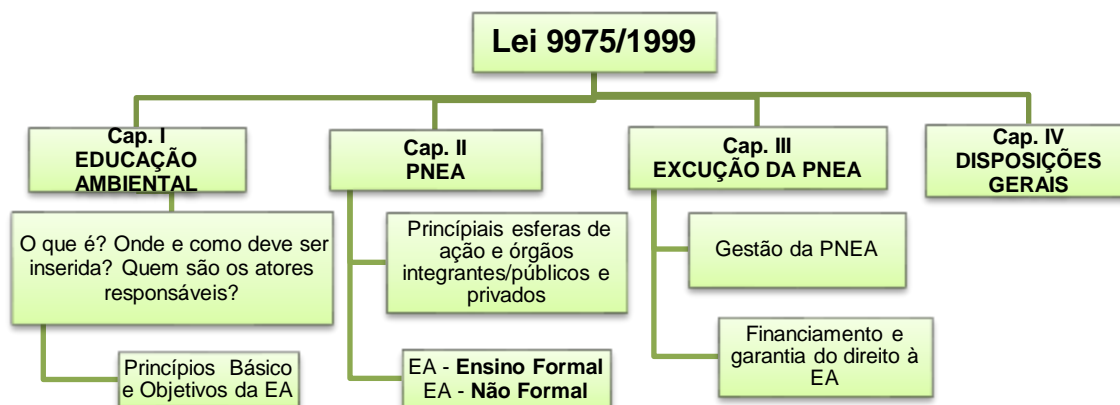 Lei 9975/1999
Cap. I
EDUCAÇÃO
AMBIENTAL
O que é? Onde e como deve ser
inserida? Quem são os atores
responsáveis?
Princípios Básico
e Objetivos da EA
Cap. II
PNEA
Princípiais esferas de
ação e órgãos
integrantes/públicos e
privados
EA - Ensino Formal
EA - Não Formal
Cap. III
EXCUÇÃO DA PNEA
Gestão da PNEA
Financiamento e
garantia do direito à
EA
Cap. IV
DISPOSIÇÕES
GERAIS